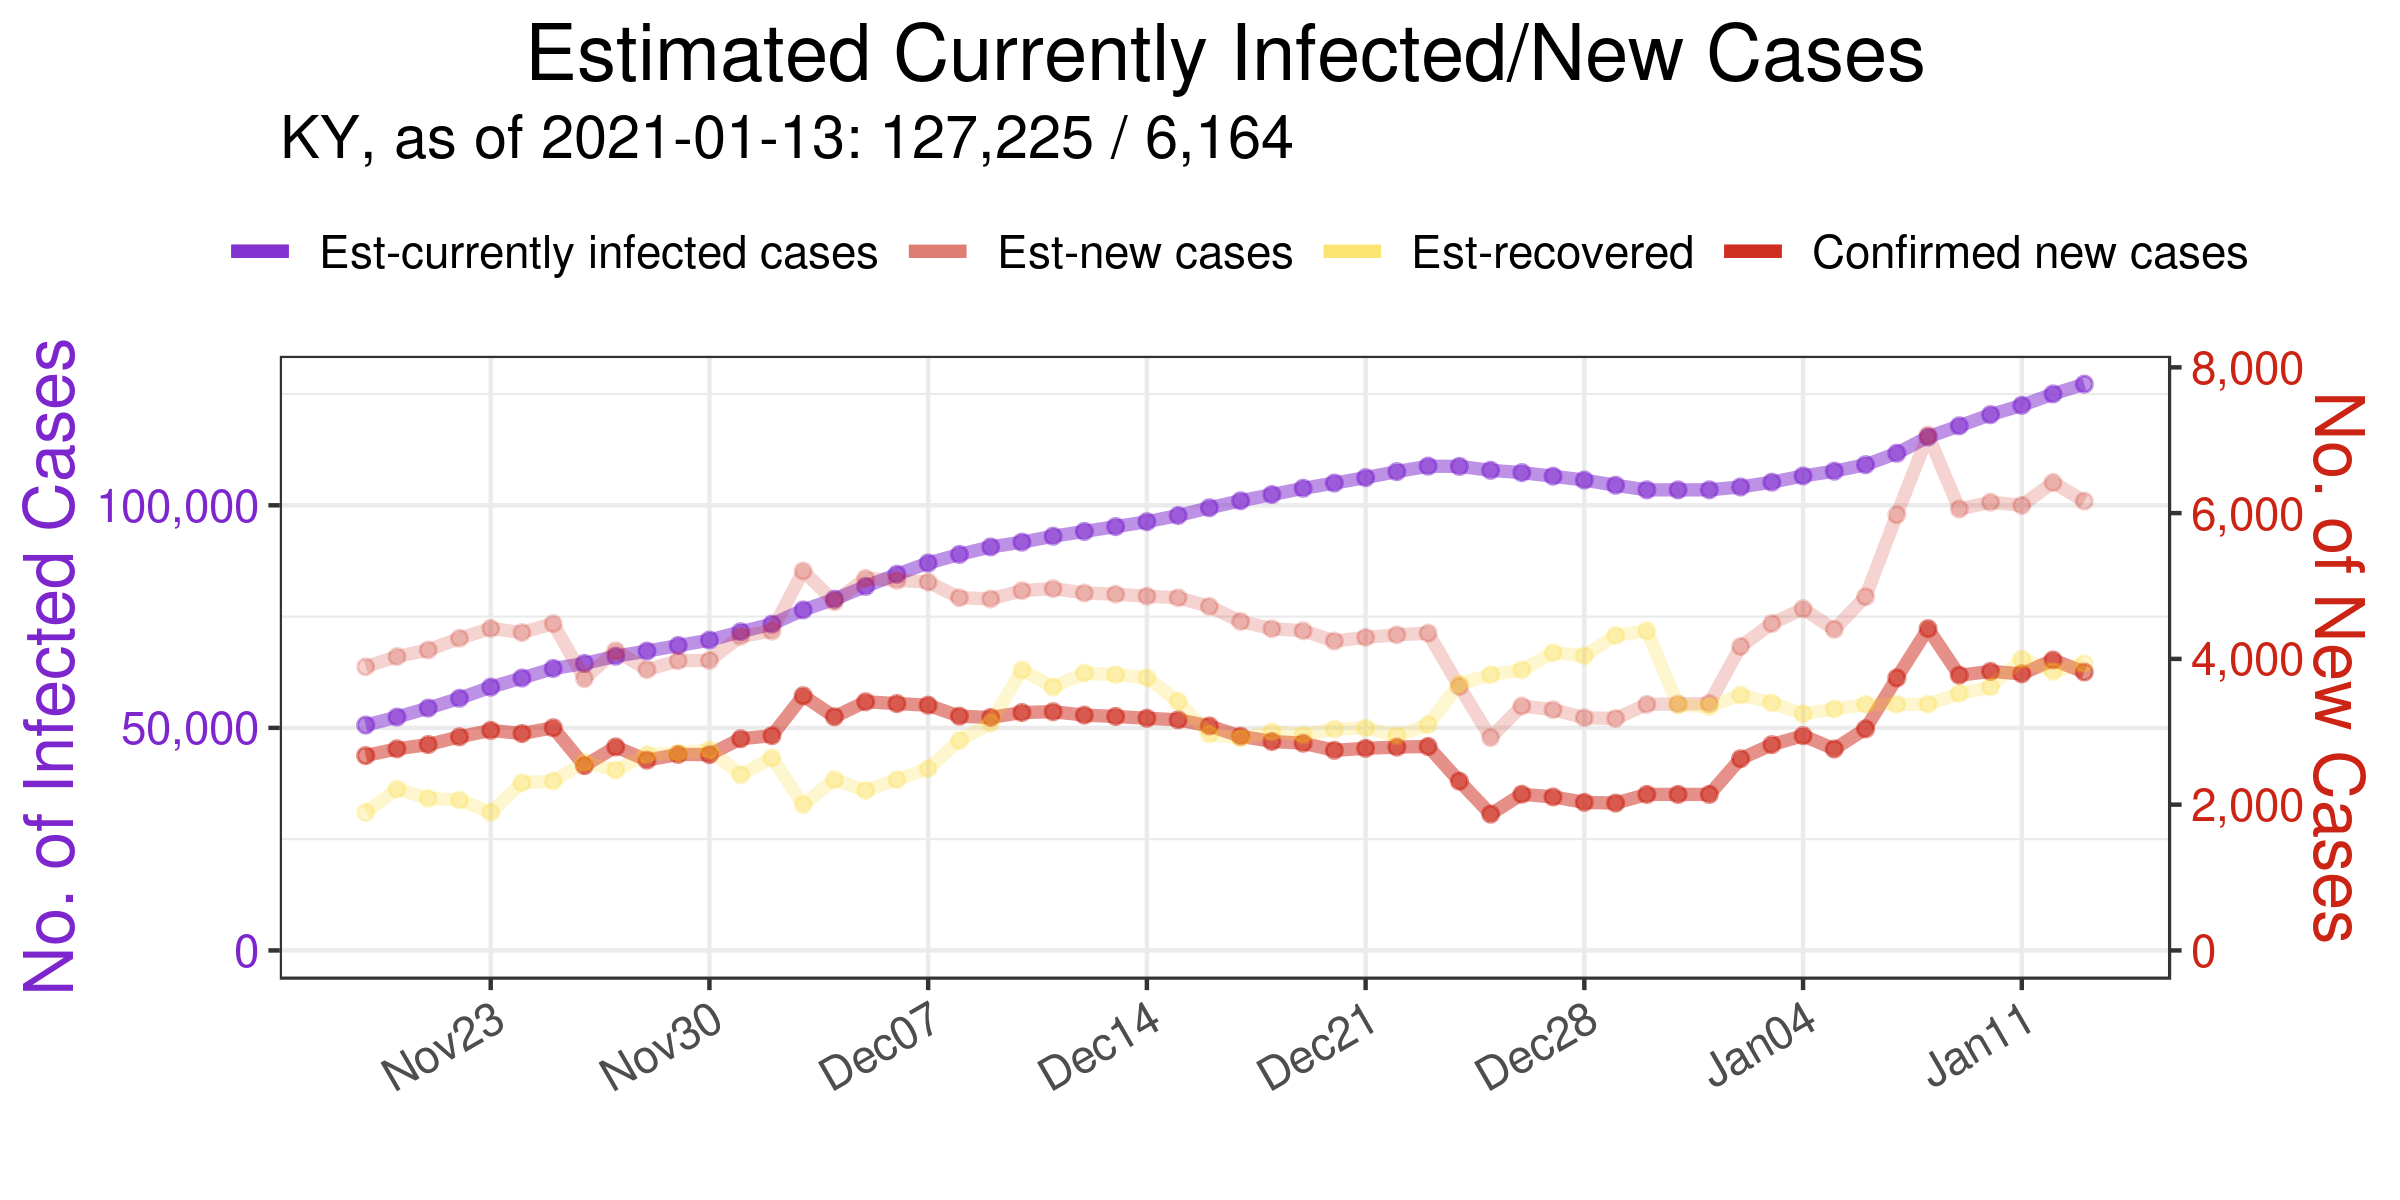 Estimated Currently Infected/New Cases
KY, as of 2021-01-13: 127,225 / 6,164
Est-currently infected cases Est-new cases Est-recovered Confirmed new cases
No. of Infected Cases
100,000
50,000
0
8,000
6,000
4,000
2,000
0
No. of New Cases
Nov23 Nov30 Dec07 Dec14 Dec21 Dec28 Jan04 Jan11